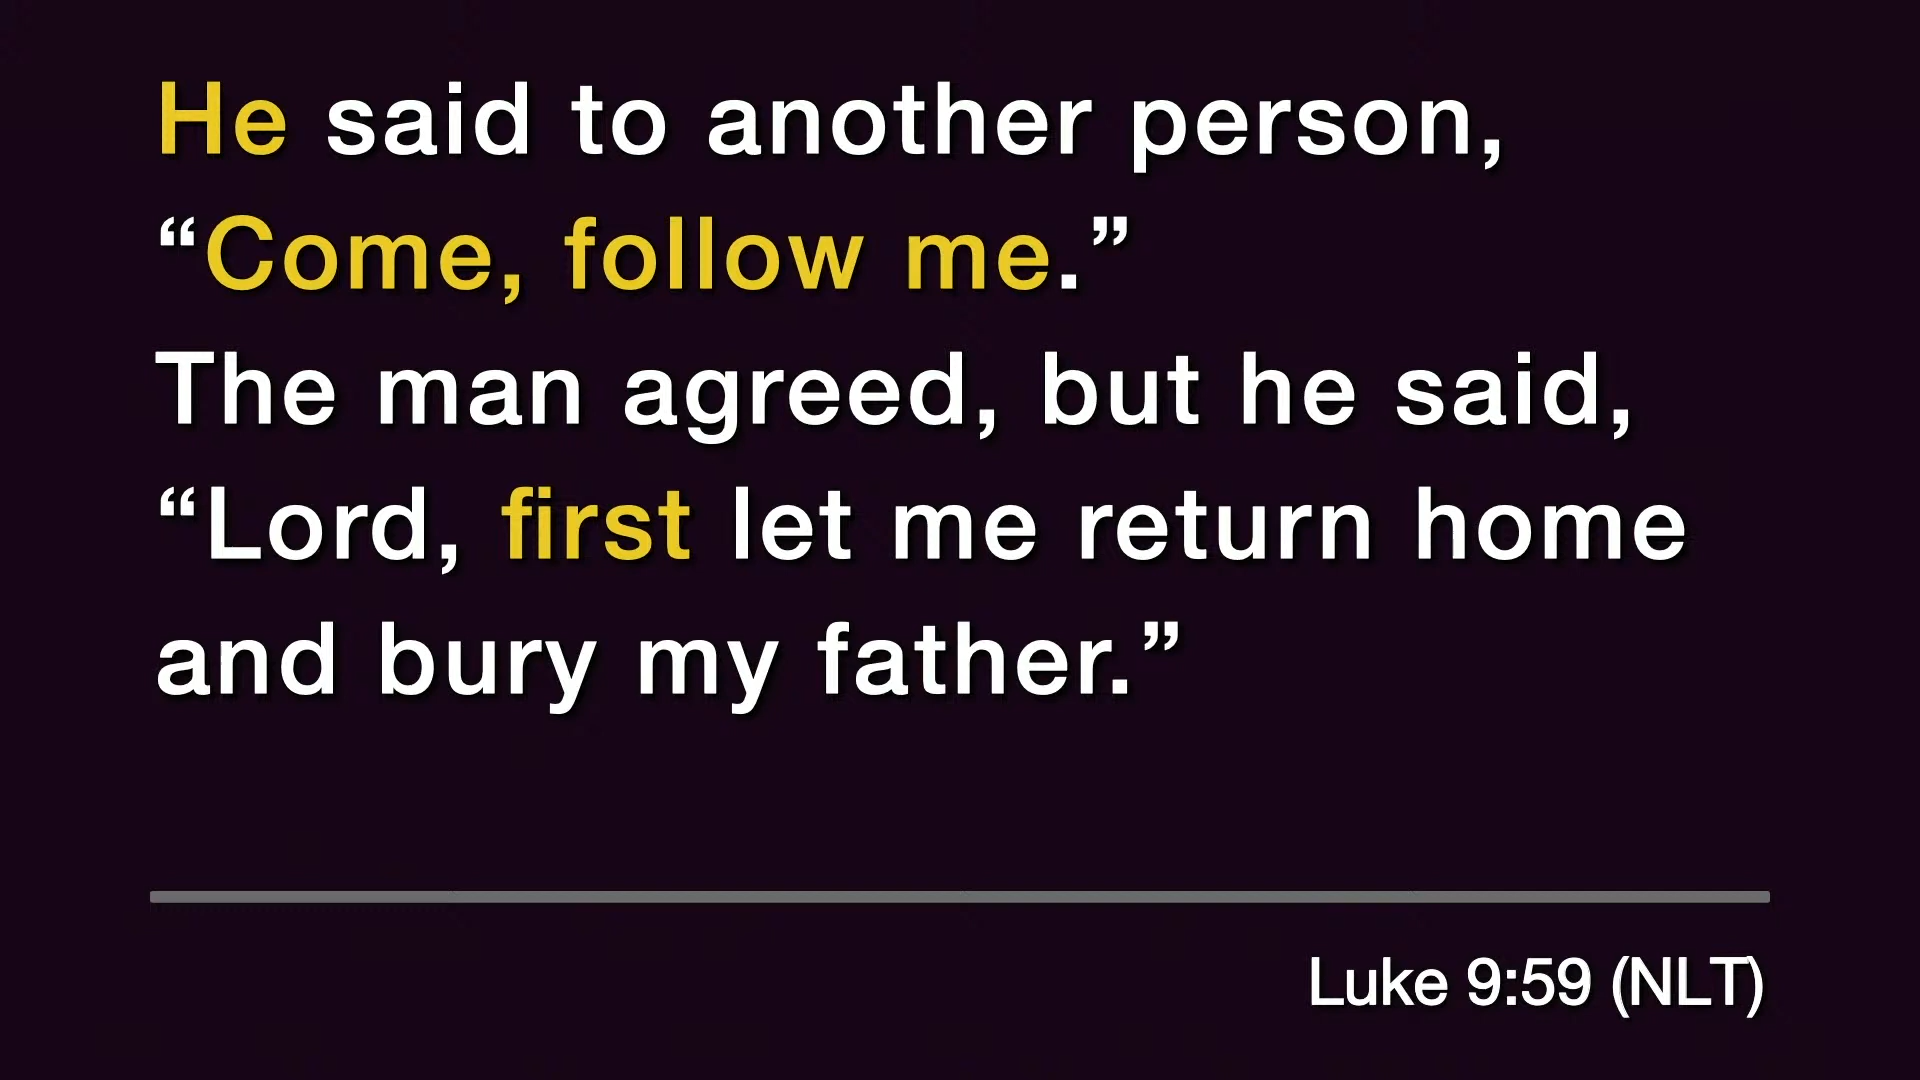 He said to another person,
“Come, follow me.”
The man agreed, but he said,
“Lord, first let me return home
and bury my father.”
Luke 9:59 (NLT)